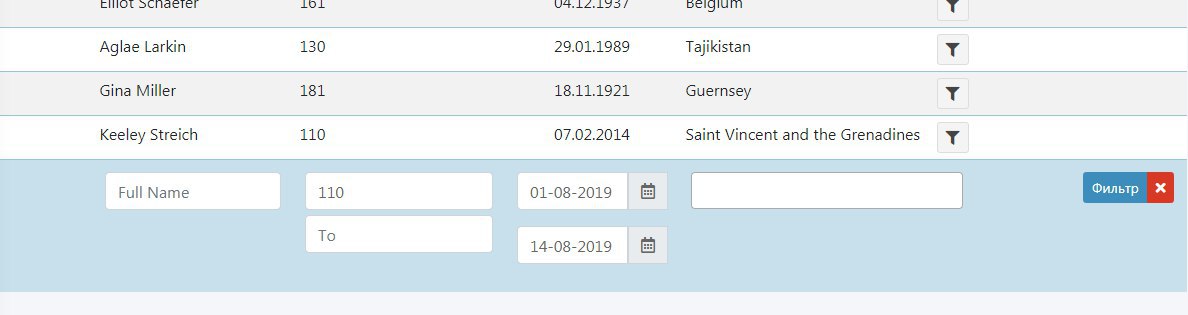 Elliot Schaefer 161 04.12.1937 Belgium
Aglae Larkin 130 29.01.1989 Tajikistan
Gina Miller 181 18.11.1921 Guernsey
Keeley Streich 110 07.02.2014 Saint Vincent and the Grenadines
Full Name 110 01-08-2019 Фильтр
To 14-08-2019